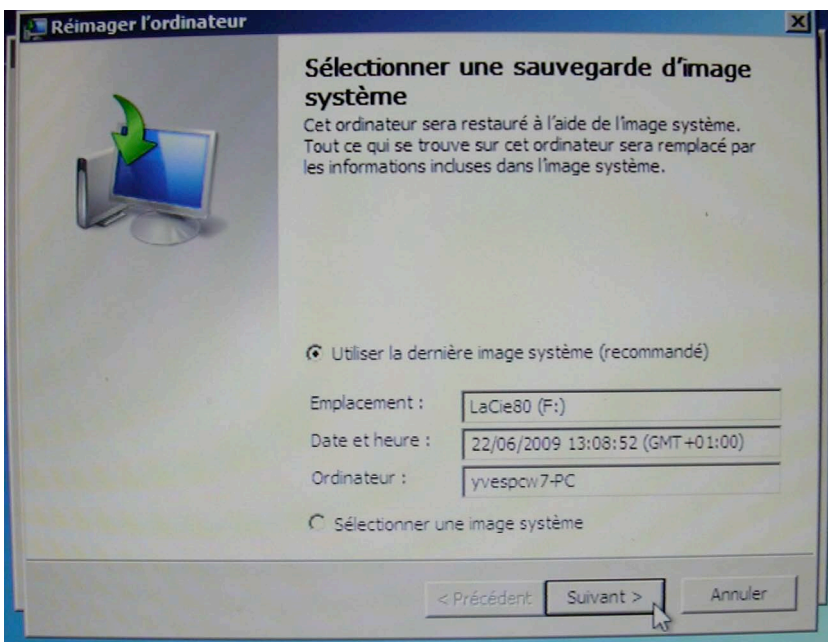 Réimager l'ordinateur
Sélectionner une sauvegarde d'image
système
Cet ordinateur sera restauré à l'aide de l'image système.
Tout ce qui se trouve sur cet ordinateur sera remplacé par
les informations incluses dans l'image système.
Utiliser la dernière image système (recommandé)
Emplacement : LaCie80 (F:)
Date et heure : 22/06/2009 13:08:52 (GMT+01:00)
Ordinateur : yvespcw7-PC
Sélectionner une image système
< Précédent Suivant > Annuler